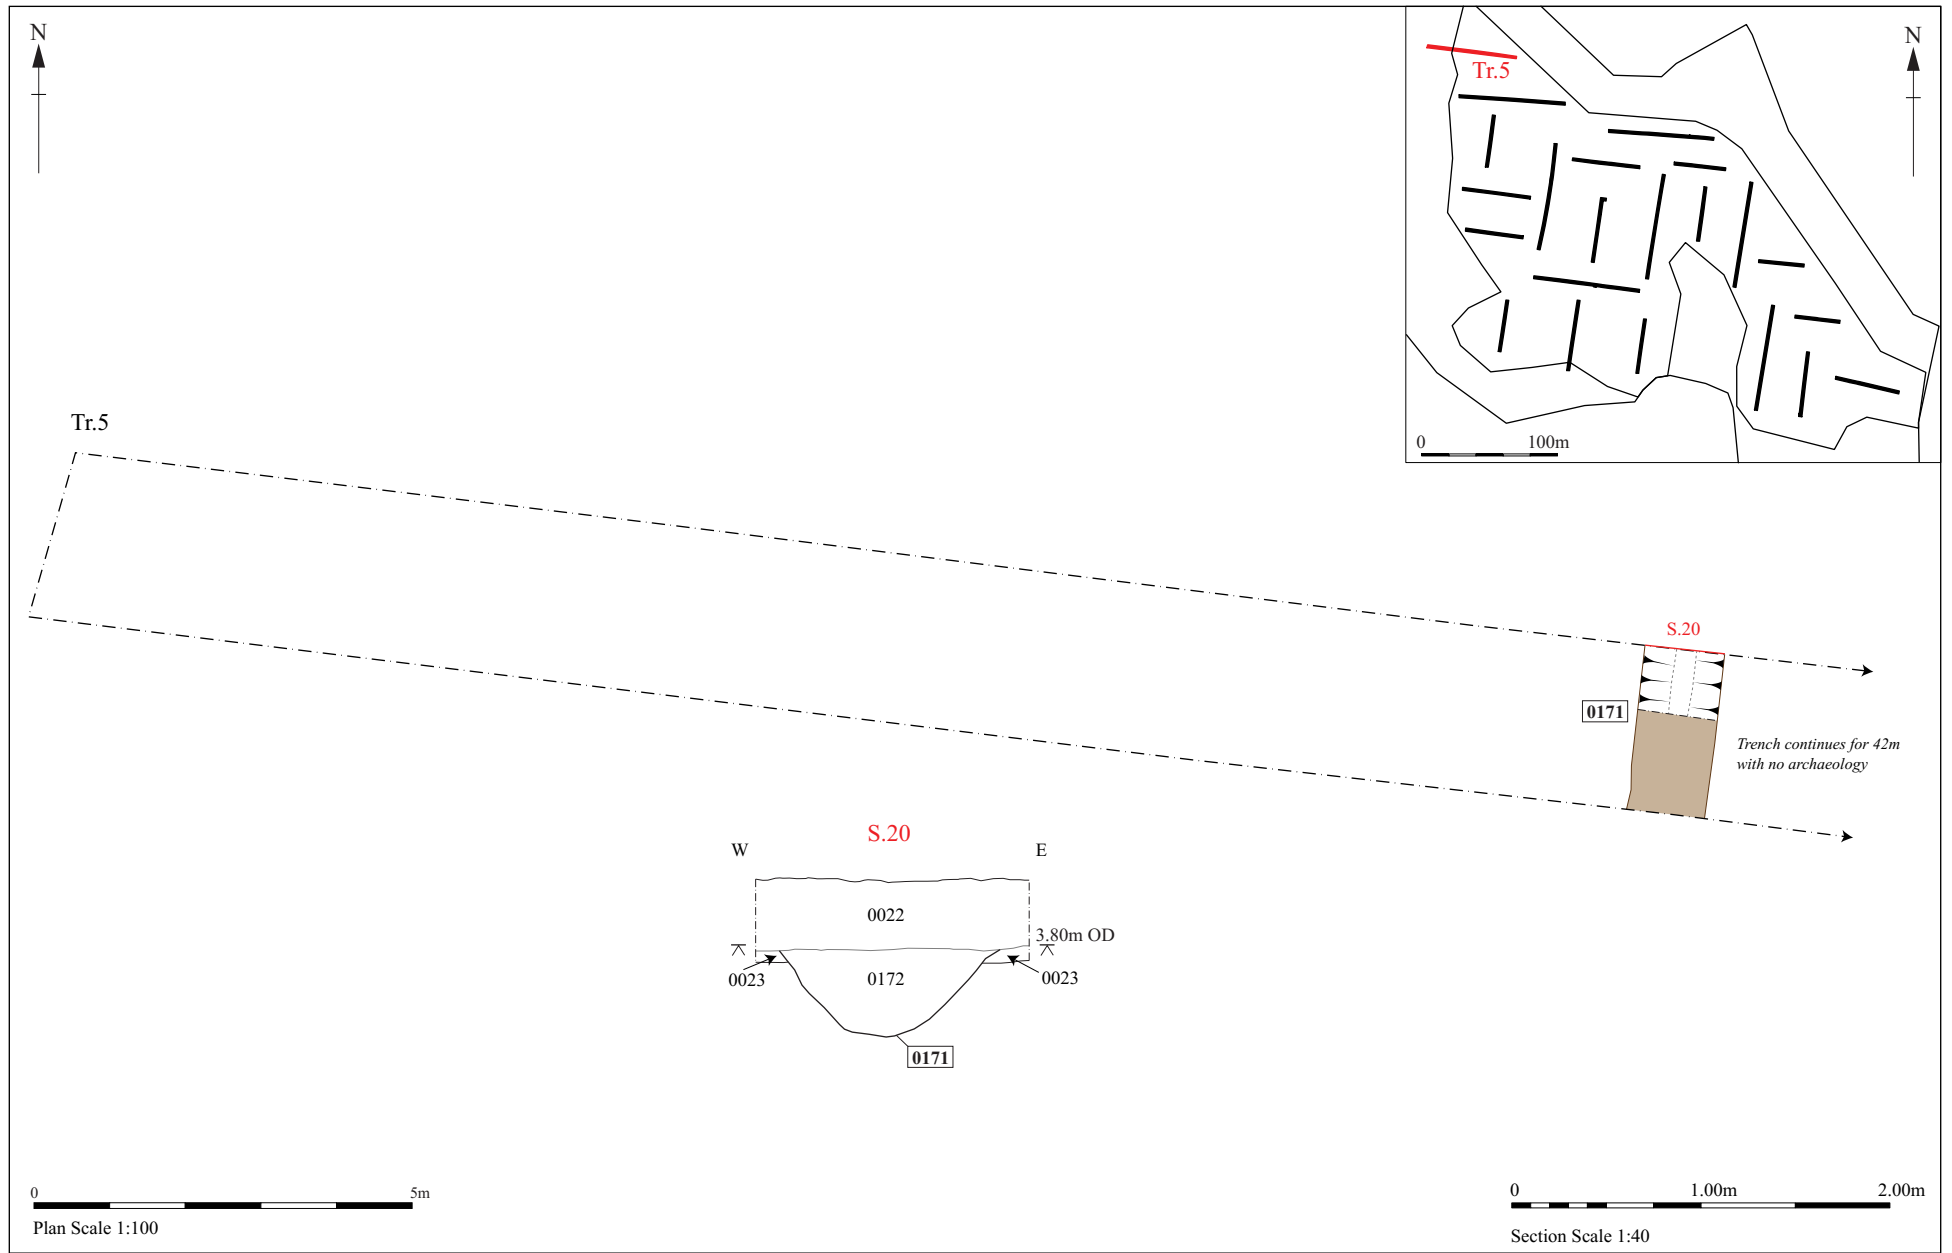 N
N
Tr.5
0
100m
Tr.5
S.20
0171
Trench continues for 42m
with no archaeology
S.20
W
E
0022
3.80m OD
0023
0172
0023
0171
0
5m
Plan Scale 1:100
0
1.00m
2.00m
Section Scale 1:40